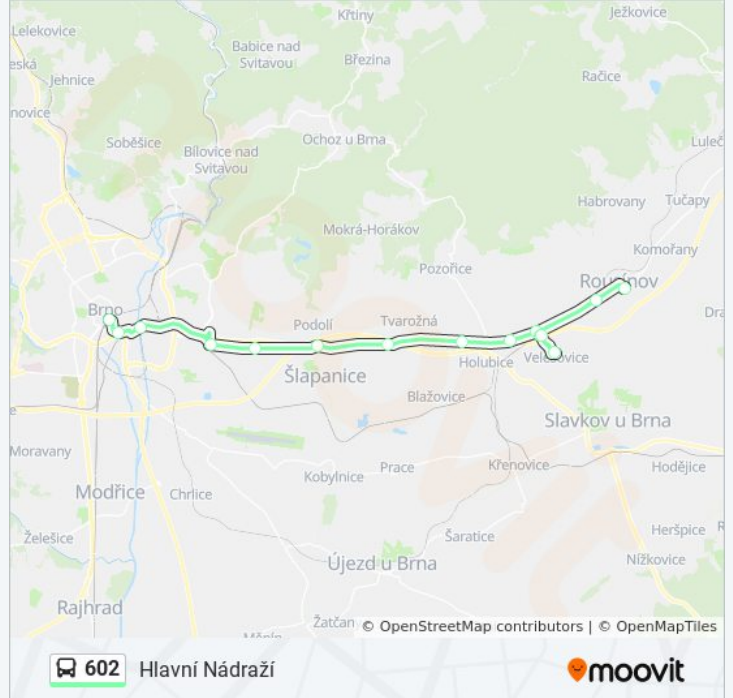 Křtiny
Ježkovice
Lelekovice
Babice nad
Svitavou
Březina
eská
Jehnice
Račice
novice
Soběšice
Bílovice nad
Svitavou
Ochoz u Brna
Luleč
Habrovany
Tučapy
Mokrá-Horákov
Komořany
Pozořice
Rousínov
Brno
Podolí
Tvarožná
Dra
Holubice
Velešovice
Šlapanice
Blažovice
Slavkov u Brna
e
Moravany
Kobylnice
Prace
Křenovice
Hodějice
Modřice
Chrlice
Želešice
Šaratice
Heršpice
Újezd u Brna
Nížkovice
Rajhrad
Žatčan
© OpenStreetMap contributors | © OpenMapTiles
602 Hlavní Nádraží
moovit